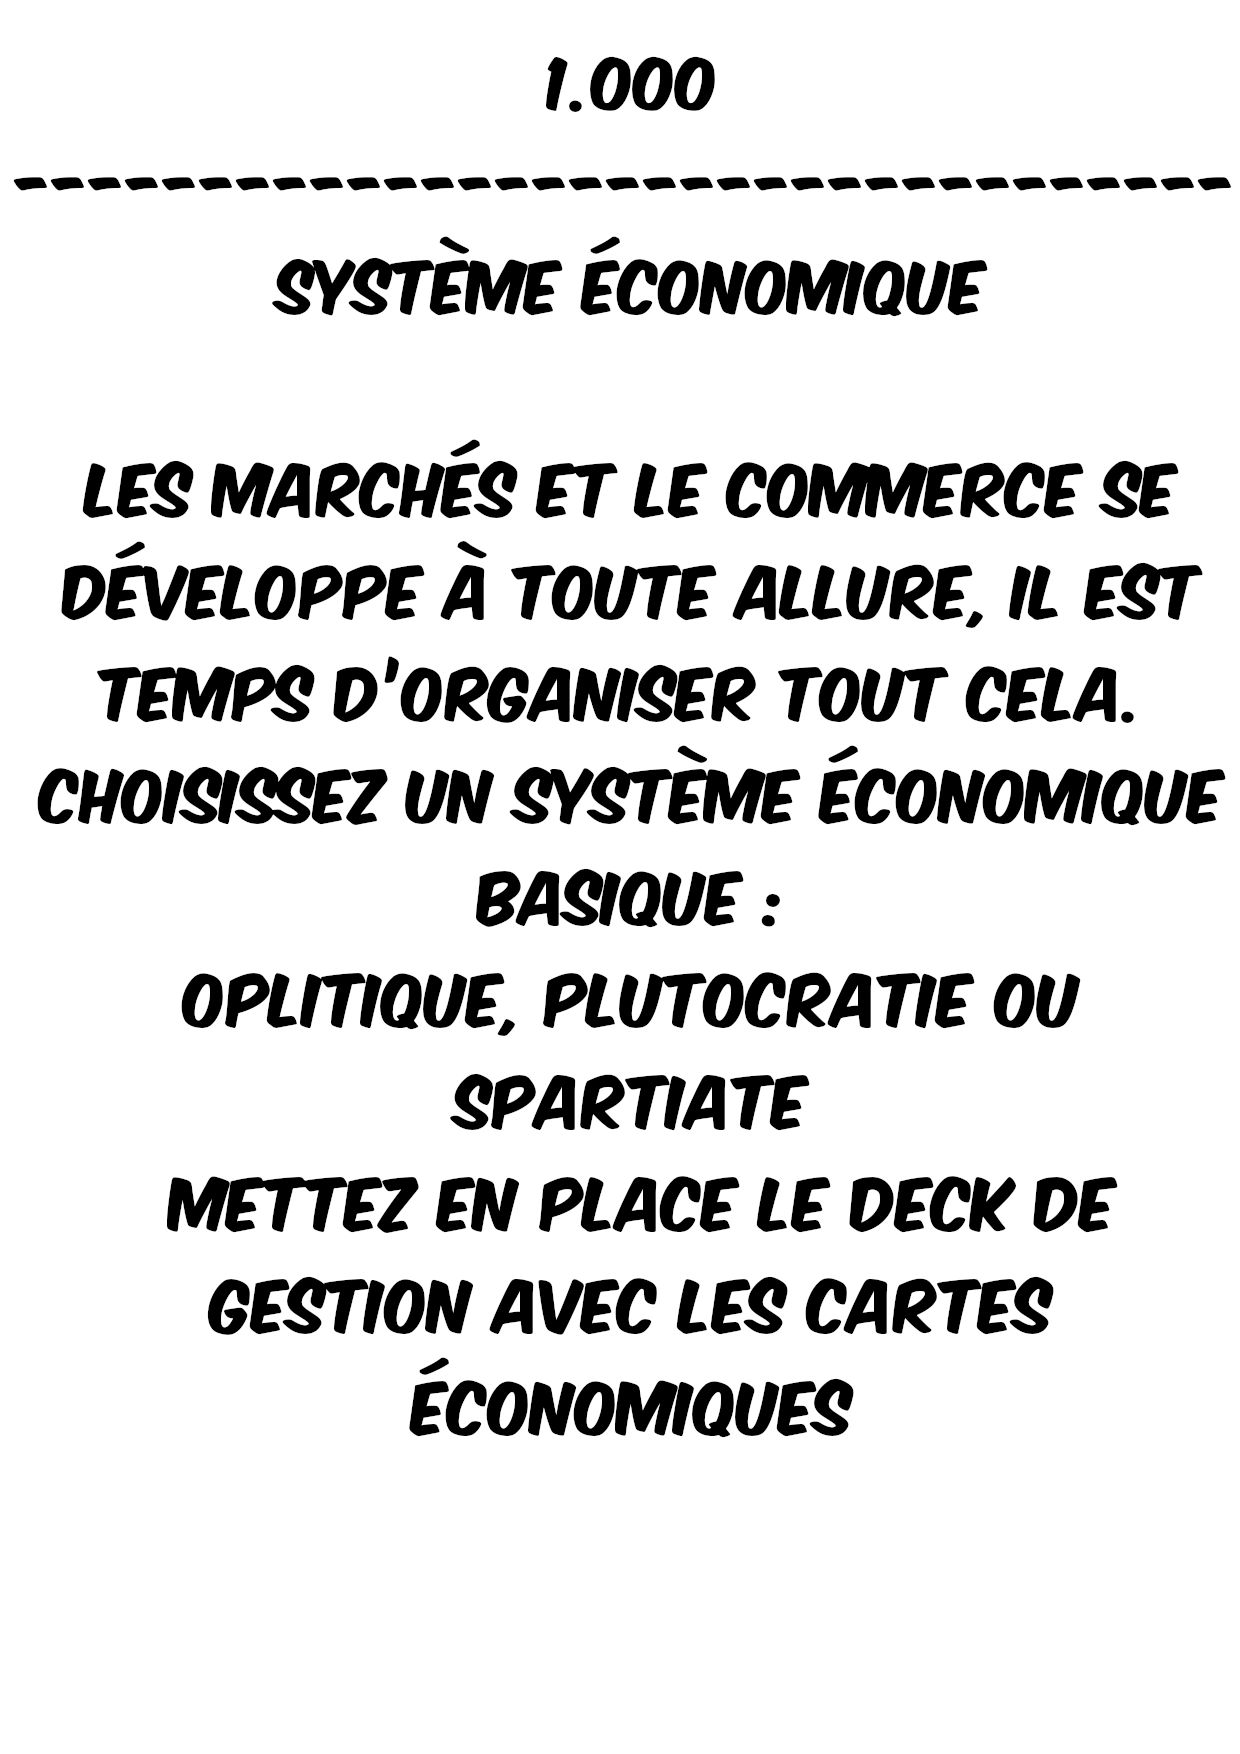 1.000
---------------------------------
SYSTÈME ÉCONOMIQUE
LES MARCHÉS ET LE COMMERCE SE
DÉVELOPPE À TOUTE ALLURE, IL EST
TEMPS D'ORGANISER TOUT CELA.
CHOISISSEZ UN SYSTÈME ÉCONOMIQUE
BASIQUE :
OPLITIQUE, PLUTOCRATIE OU
SPARTIATE
METTEZ EN PLACE LE DECK DE
GESTION AVEC LES CARTES
ÉCONOMIQUES